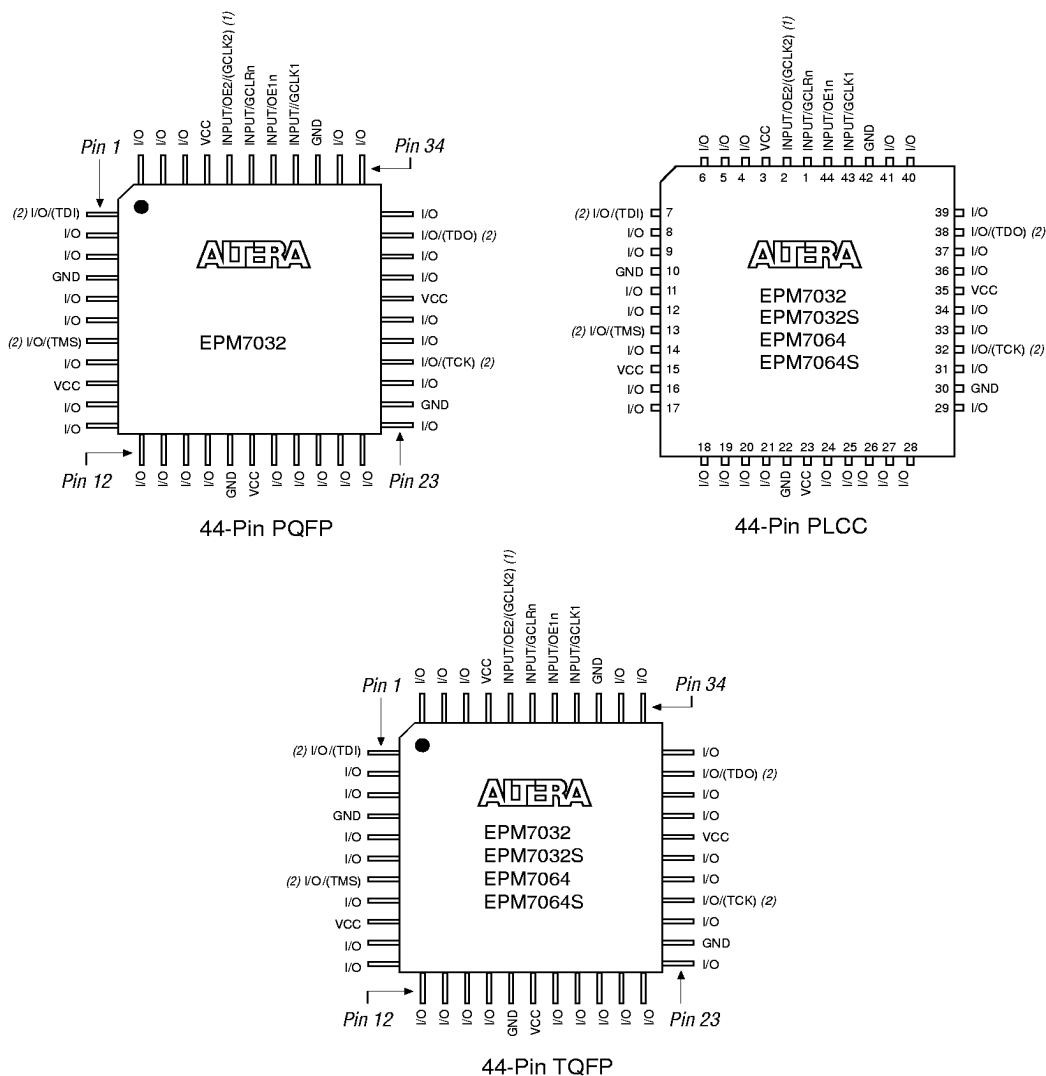 I/O
I/O
I/O
VCC
INPUT/OE2/(GCLK2) (1)
INPUT/GCLRn
INPUT/OE1n
INPUT//GCLK1
GND
I/O
I/O
Pin 1
Pin 34
(2) I/O/(TDI)
I/O
I/O
GND
I/O
I/O
(2) I/O/(TMS)
I/O
VCC
I/O
I/O
ALTERA
EPM7032
I/O
I/O/(TDO) (2)
I/O
I/O
VCC
I/O
I/O
I/O/(TCK) (2)
I/O
GND
I/O
Pin 12
Pin 23
I/O
I/O
I/O
I/O
GND
VCC
I/O
I/O
I/O
I/O
I/O
44-Pin PQFP
I/O
I/O
I/O
VCC
INPUT/OE2/(GCLK2) (1)
INPUT/GCLRn
INPUT/OE1n
INPUT/GCLK1
GND
I/O
I/O
6 5 4 3 2 1 44 43 42 41 40
(2) I/O/(TDI) 7
I/O 8
I/O 9
GND 10
I/O 11
I/O 12
(2) I/O/(TMS) 13
I/O 14
VCC 15
I/O 16
I/O 17
ALTERA
EPM7032
EPM7032S
EPM7064
EPM7064S
39 I/O
38 I/O/(TDO) (2)
37 I/O
36 I/O
35 VCC
34 I/O
33 I/O
32 I/O/(TCK) (2)
31 I/O
30 GND
29 I/O
18 19 20 21 22 23 24 25 26 27 28
I/O
I/O
I/O
I/O
GND
VCC
I/O
I/O
I/O
I/O
I/O
44-Pin PLCC
I/O
I/O
I/O
VCC
INPUT/OE2/(GCLK2) (1)
INPUT/GCLRn
INPUT/OE1n
INPUT/GCLK1
GND
I/O
I/O
Pin 1
Pin 34
(2) I/O/(TDI)
I/O
I/O
GND
I/O
I/O
(2) I/O/(TMS)
I/O
VCC
I/O
I/O
ALTERA
EPM7032
EPM7032S
EPM7064
EPM7064S
I/O
I/O/(TDO) (2)
I/O
I/O
VCC
I/O
I/O
I/O/(TCK) (2)
I/O
GND
I/O
Pin 12
Pin 23
I/O
I/O
I/O
I/O
GND
VCC
I/O
I/O
I/O
I/O
I/O
44-Pin TQFP